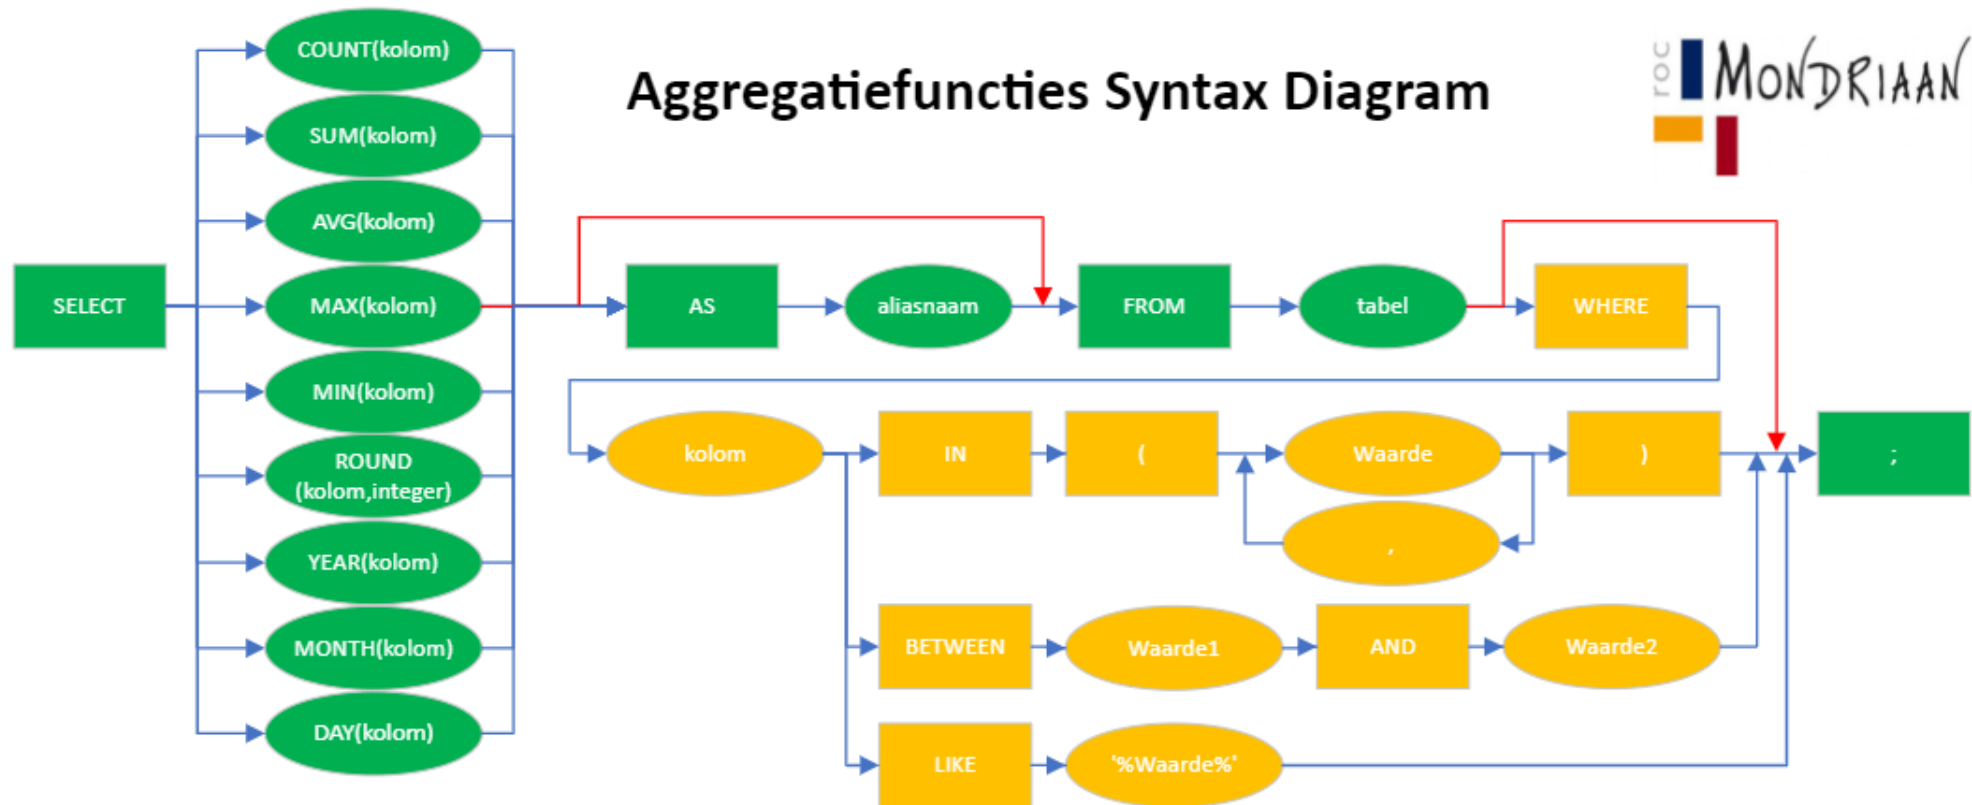 Aggregatiefuncties Syntax Diagram
roc MONDRIAAN
SELECT
COUNT(kolom)
SUM(kolom)
AVG(kolom)
MAX(kolom)
MIN(kolom)
ROUND
(kolom,integer)
YEAR(kolom)
MONTH(kolom)
DAY(kolom)
AS
aliasnaam
FROM
tabel
WHERE
kolom
IN
(
Waarde
)
;
,
BETWEEN
Waarde1
AND
Waarde2
LIKE
'%Waarde%'